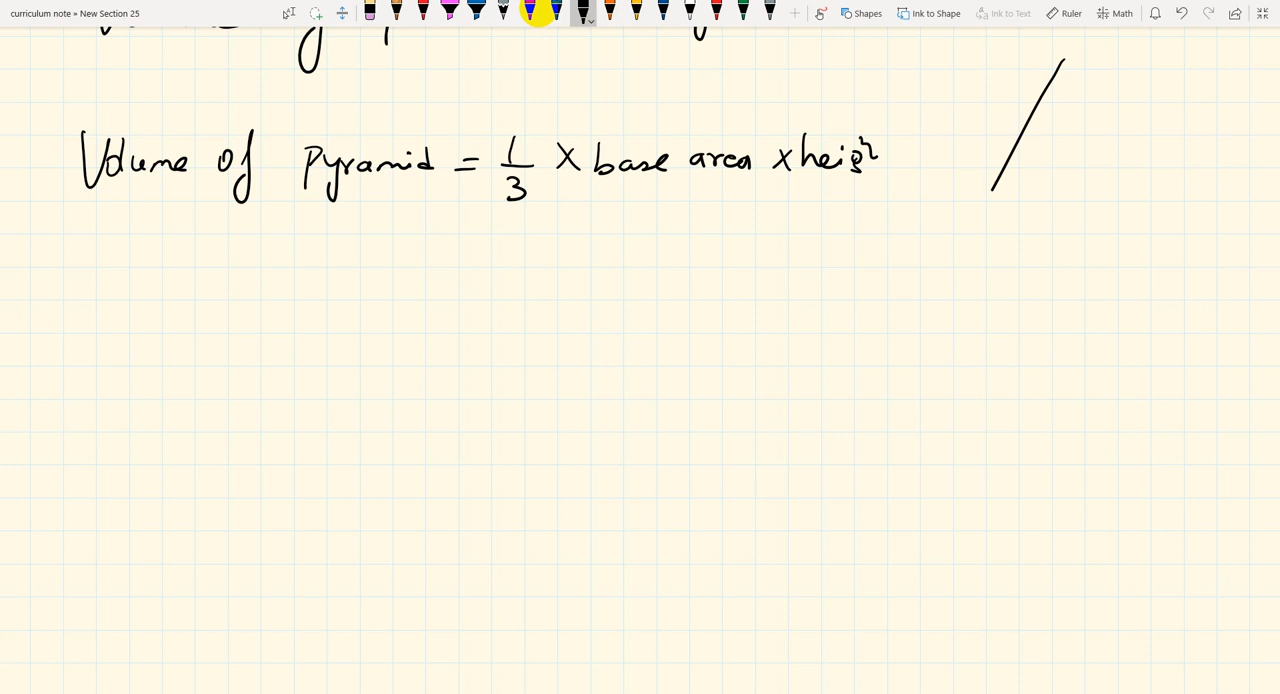 curriculum note » New Section 25
Shapes Ink to Shape Ink to Text Ruler Math
Volume of Pyramid = 1/3 × base area × heigh